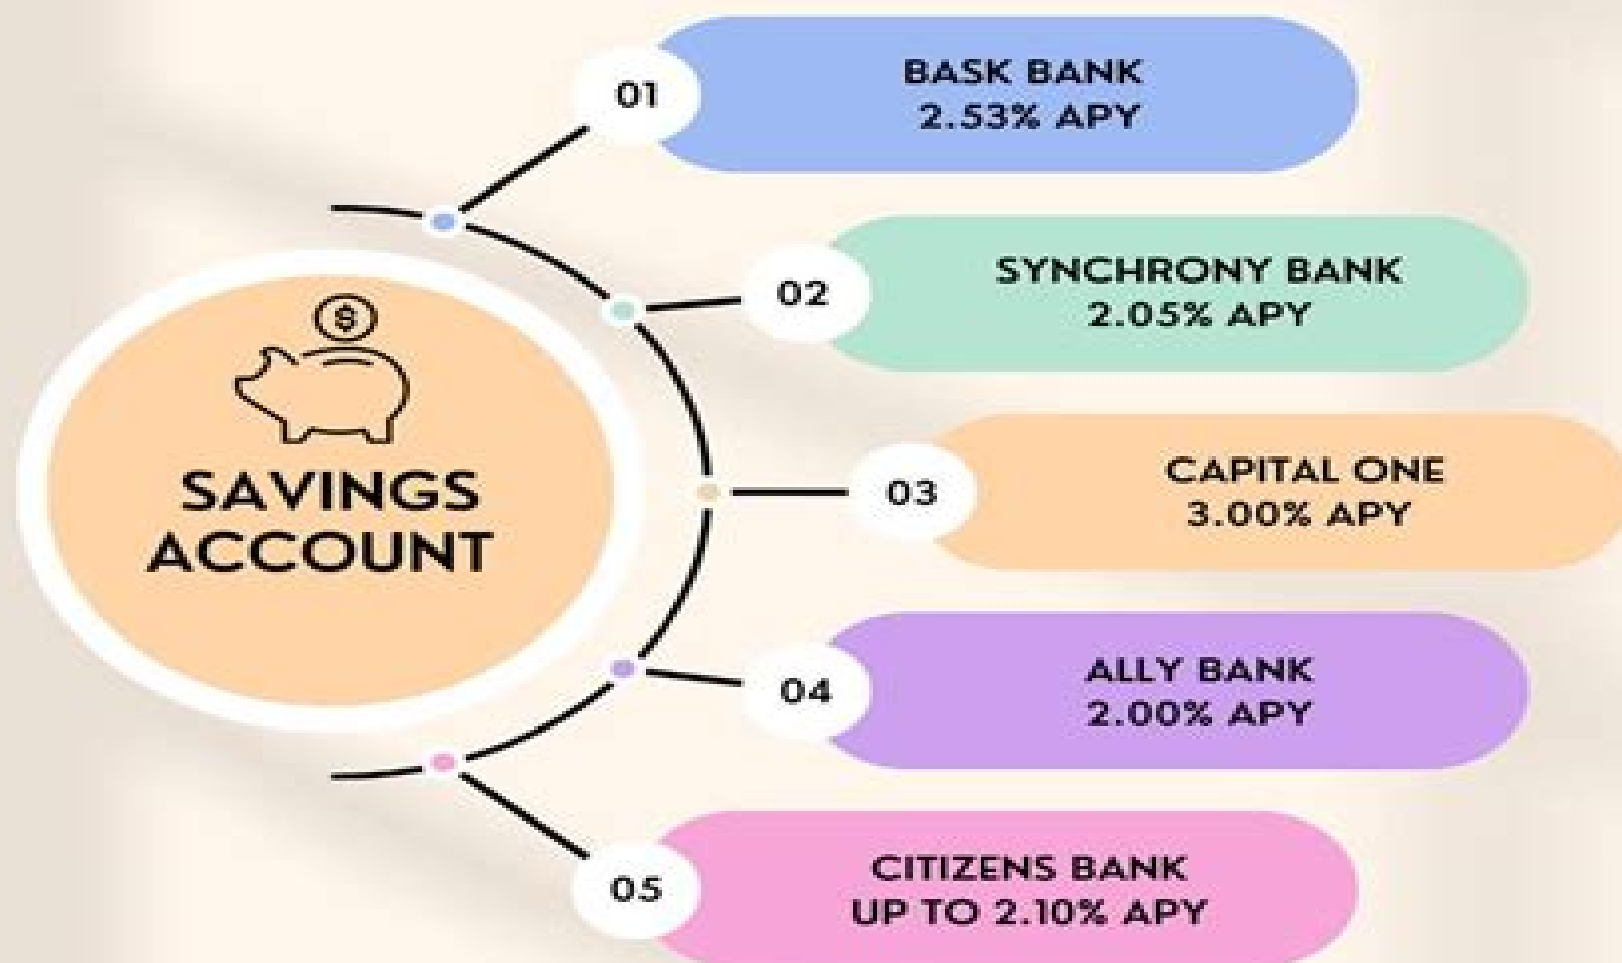 01
BASK BANK
2.53% APY
02
SYNCHRONY BANK
2.05% APY
$
SAVINGS
ACCOUNT
03
CAPITAL ONE
3.00% APY
04
ALLY BANK
2.00% APY
05
CITIZENS BANK
UP TO 2.10% APY